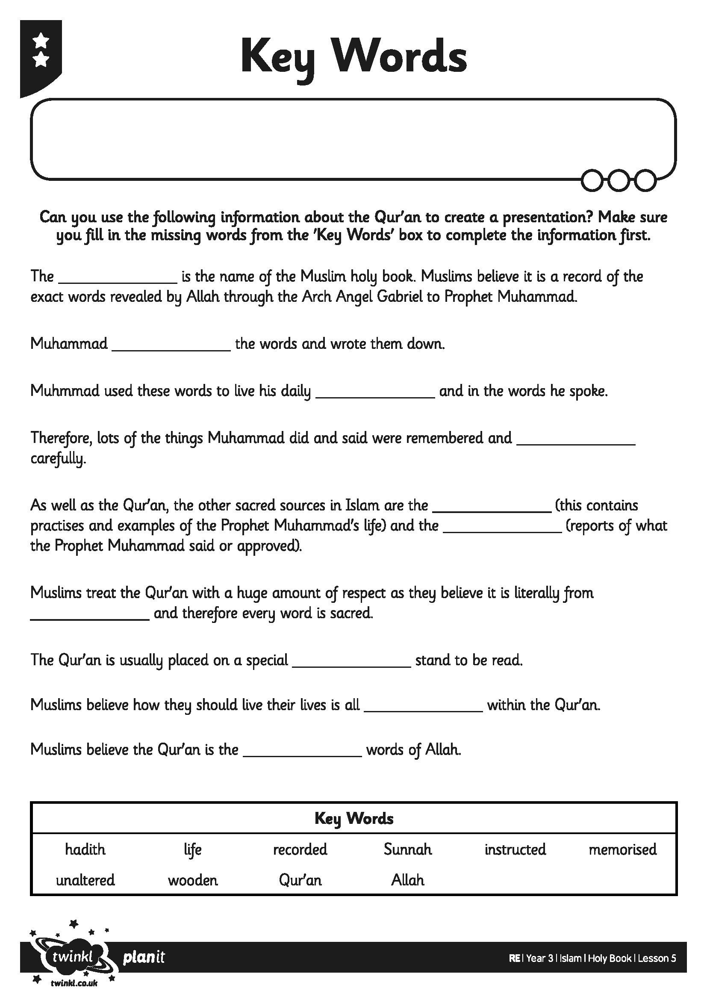 Key Words
Can you use the following information about the Qur'an to create a presentation? Make sure
you fill in the missing words from the 'Key Words' box to complete the information first.
The ______________ is the name of the Muslim holy book. Muslims believe it is a record of the
exact words revealed by Allah through the Arch Angel Gabriel to Prophet Muhammad.
Muhammad ______________ the words and wrote them down.
Muhmmad used these words to live his daily ______________ and in the words he spoke.
Therefore, lots of the things Muhammad did and said were remembered and ______________
carefully.
As well as the Qur'an, the other sacred sources in Islam are the ______________ (this contains
practises and examples of the Prophet Muhammad's life) and the ______________ (reports of what
the Prophet Muhammad said or approved).
Muslims treat the Qur'an with a huge amount of respect as they believe it is literally from
______________ and therefore every word is sacred.
The Qur'an is usually placed on a special ______________ stand to be read.
Muslims believe how they should live their lives is all ______________ within the Qur'an.
Muslims believe the Qur'an is the ______________ words of Allah.
Key Words
hadith life recorded Sunnah instructed memorised
unaltered wooden Qur'an Allah
twinkl planit RE | Year 3 | Islam | Holy Book | Lesson 5
twinkl.co.uk